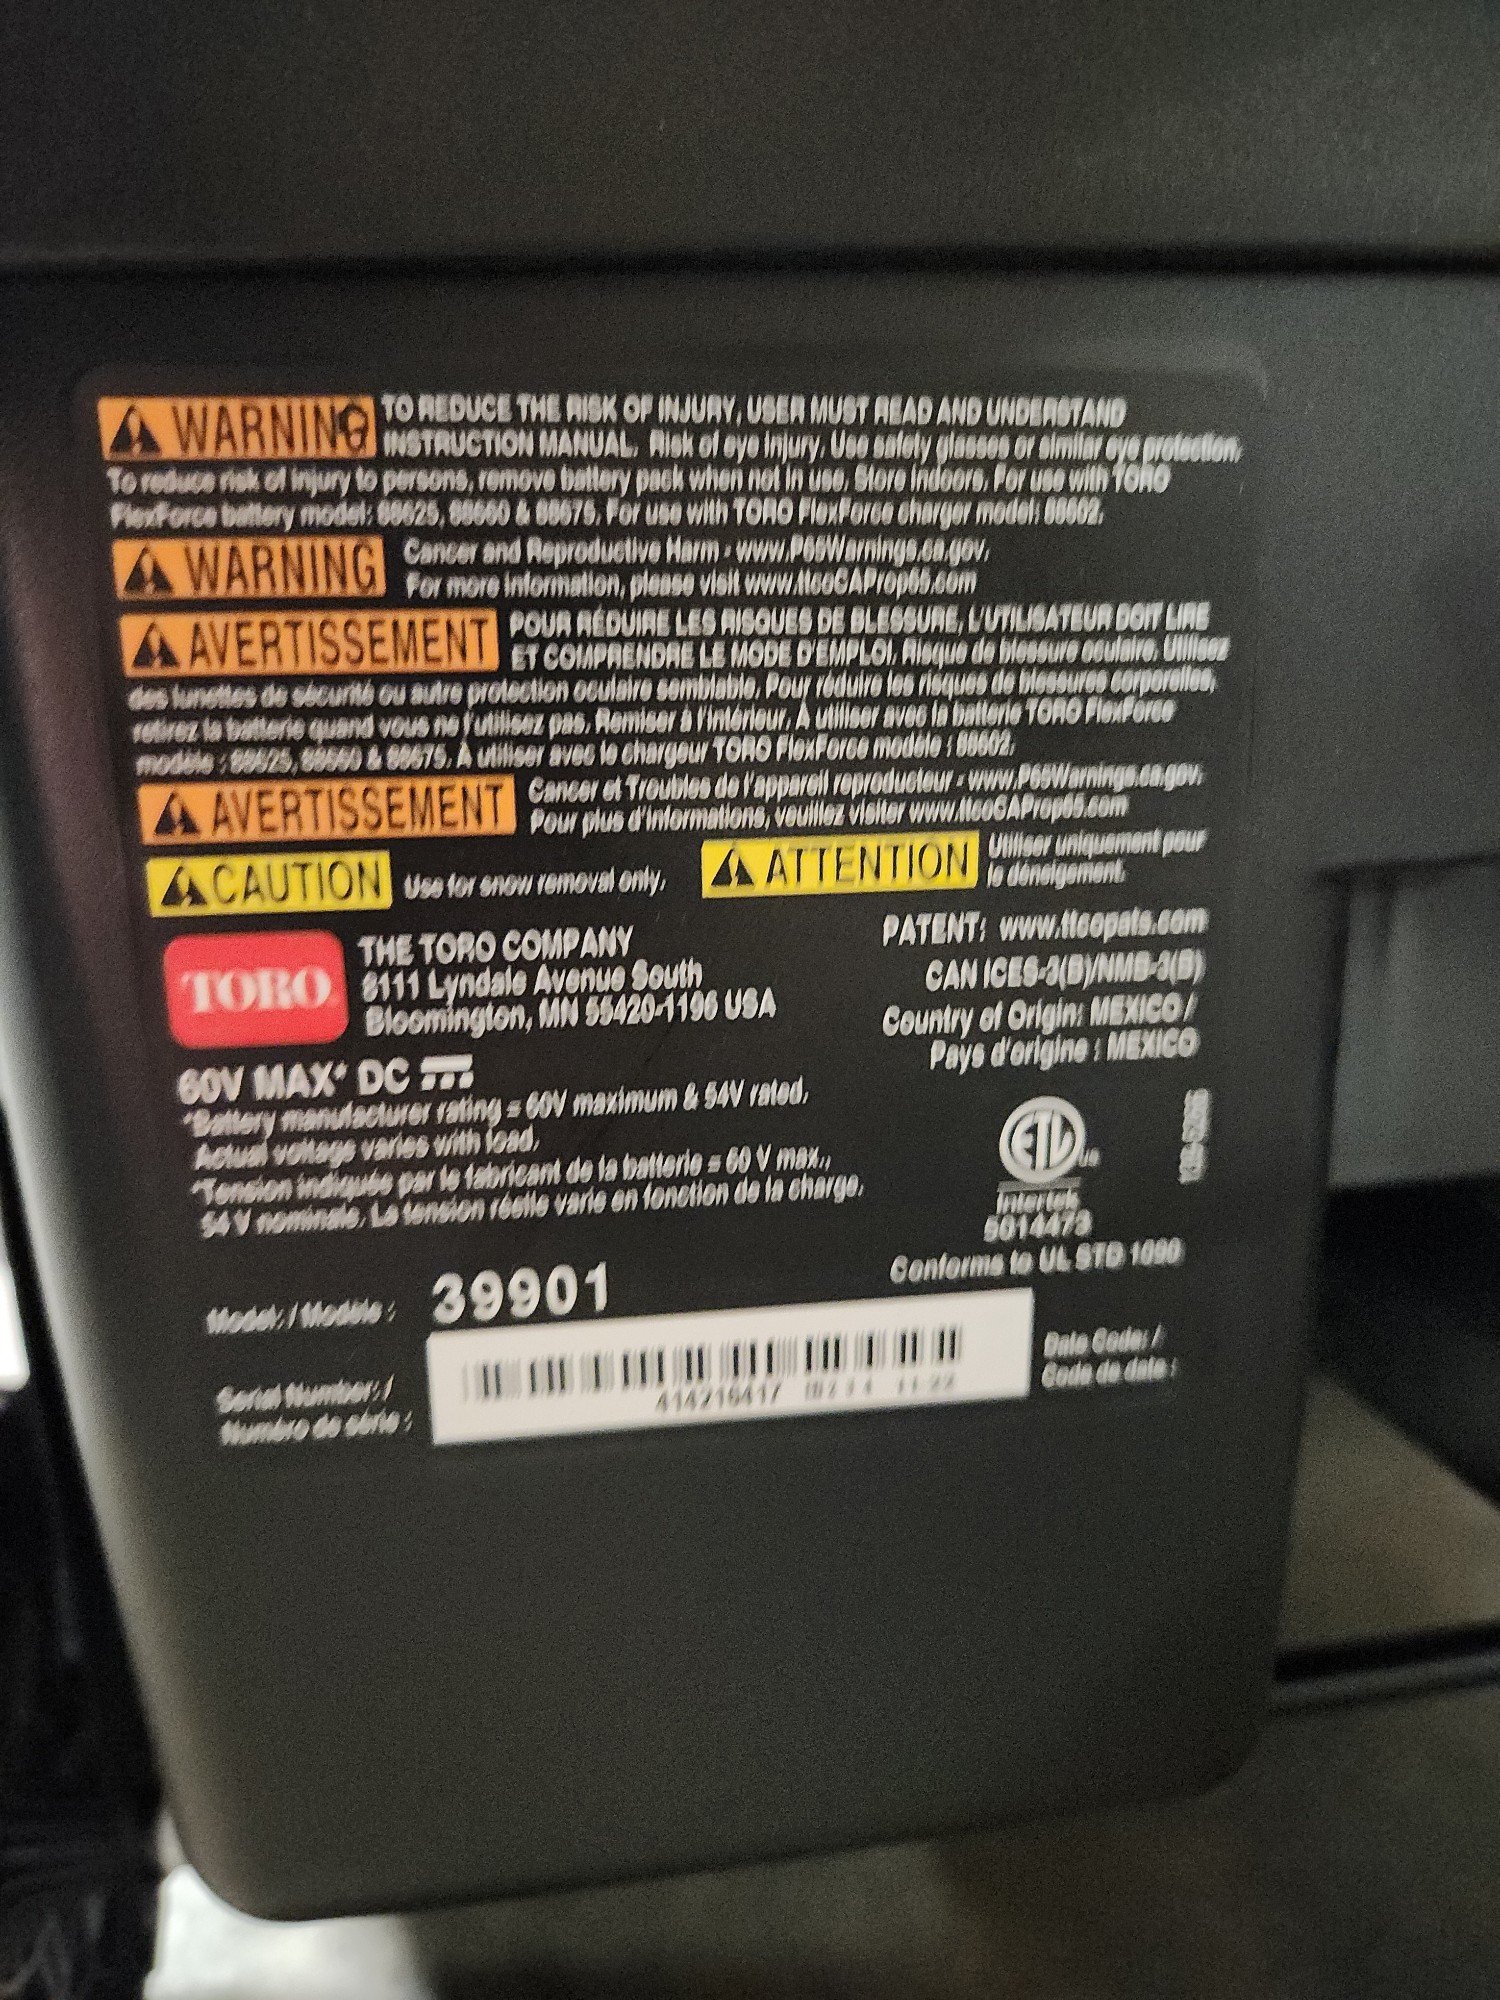 WARNING TO REDUCE THE RISK OF INJURY, USER MUST READ AND UNDERSTAND
INSTRUCTION MANUAL. Risk of eye injury. Use safety glasses or similar eye protection.
To reduce risk of injury to persons, remove battery pack when not in use. Store indoors. For use with TORO
FlexForce battery model: 88625, 88660 & 88675. For use with TORO FlexForce charger model: 88602.
WARNING Cancer and Reproductive Harm - www.P65Warnings.ca.gov.
For more information, please visit www.ttcoCAProp65.com
AVERTISSEMENT POUR RÉDUIRE LES RISQUES DE BLESSURE, L'UTILISATEUR DOIT LIRE
ET COMPRENDRE LE MODE D'EMPLOI. Risque de blessure oculaire. Utilisez
des lunettes de sécurité ou autre protection oculaire semblable. Pour réduire les risques de blessures corporelles,
retirez la batterie quand vous ne l'utilisez pas. Remiser à l'intérieur. À utiliser avec la batterie TORO FlexForce
modèle : 88625, 88660 & 88675. À utiliser avec le chargeur TORO FlexForce modèle : 88602.
AVERTISSEMENT Cancer et Troubles de l'appareil reproducteur - www.P65Warnings.ca.gov.
Pour plus d'informations, veuillez visiter www.ttcoCAProp65.com
CAUTION Use for snow removal only. ATTENTION Utiliser uniquement pour
le déneigement.
TORO
THE TORO COMPANY
8111 Lyndale Avenue South
Bloomington, MN 55420-1196 USA
PATENT: www.ttcopats.com
CAN ICES-3(B)/NMB-3(B)
Country of Origin: MEXICO /
Pays d'origine : MEXICO
60V MAX* DC
*Battery manufacturer rating = 60V maximum & 54V rated.
Actual voltage varies with load.
*Tension indiquée par le fabricant de la batterie = 60 V max.,
54 V nominale. La tension réelle varie en fonction de la charge.
ETL us
Intertek
5014473
Conforms to UL STD 1090
Model: / Modèle : 39901
Serial Number: /
Numéro de série :
414216417
11 22
Date Code: /
Code de date :